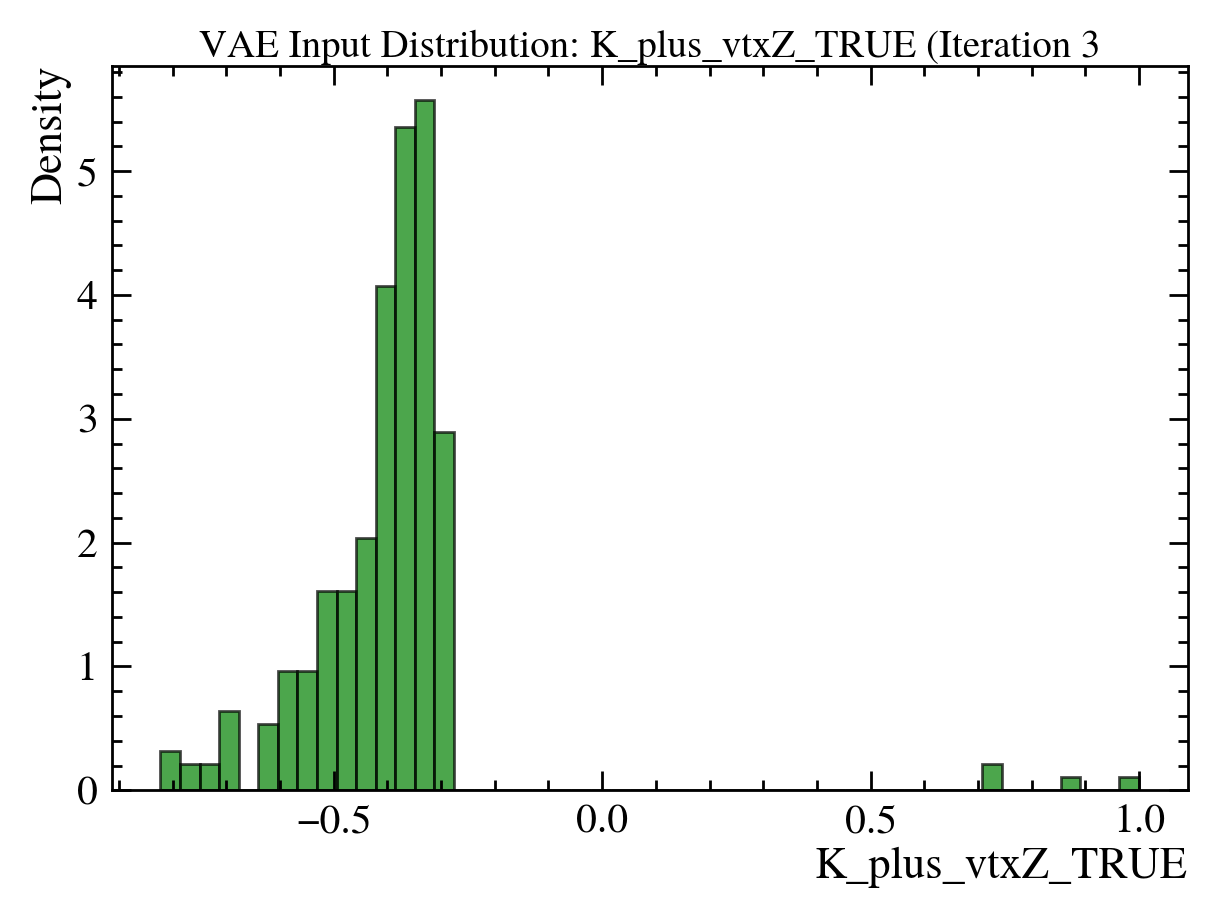 VAE Input Distribution: K_plus_vtxZ_TRUE (Iteration 3
Density
5
4
3
2
1
0
−0.5 0.0 0.5 1.0
K_plus_vtxZ_TRUE